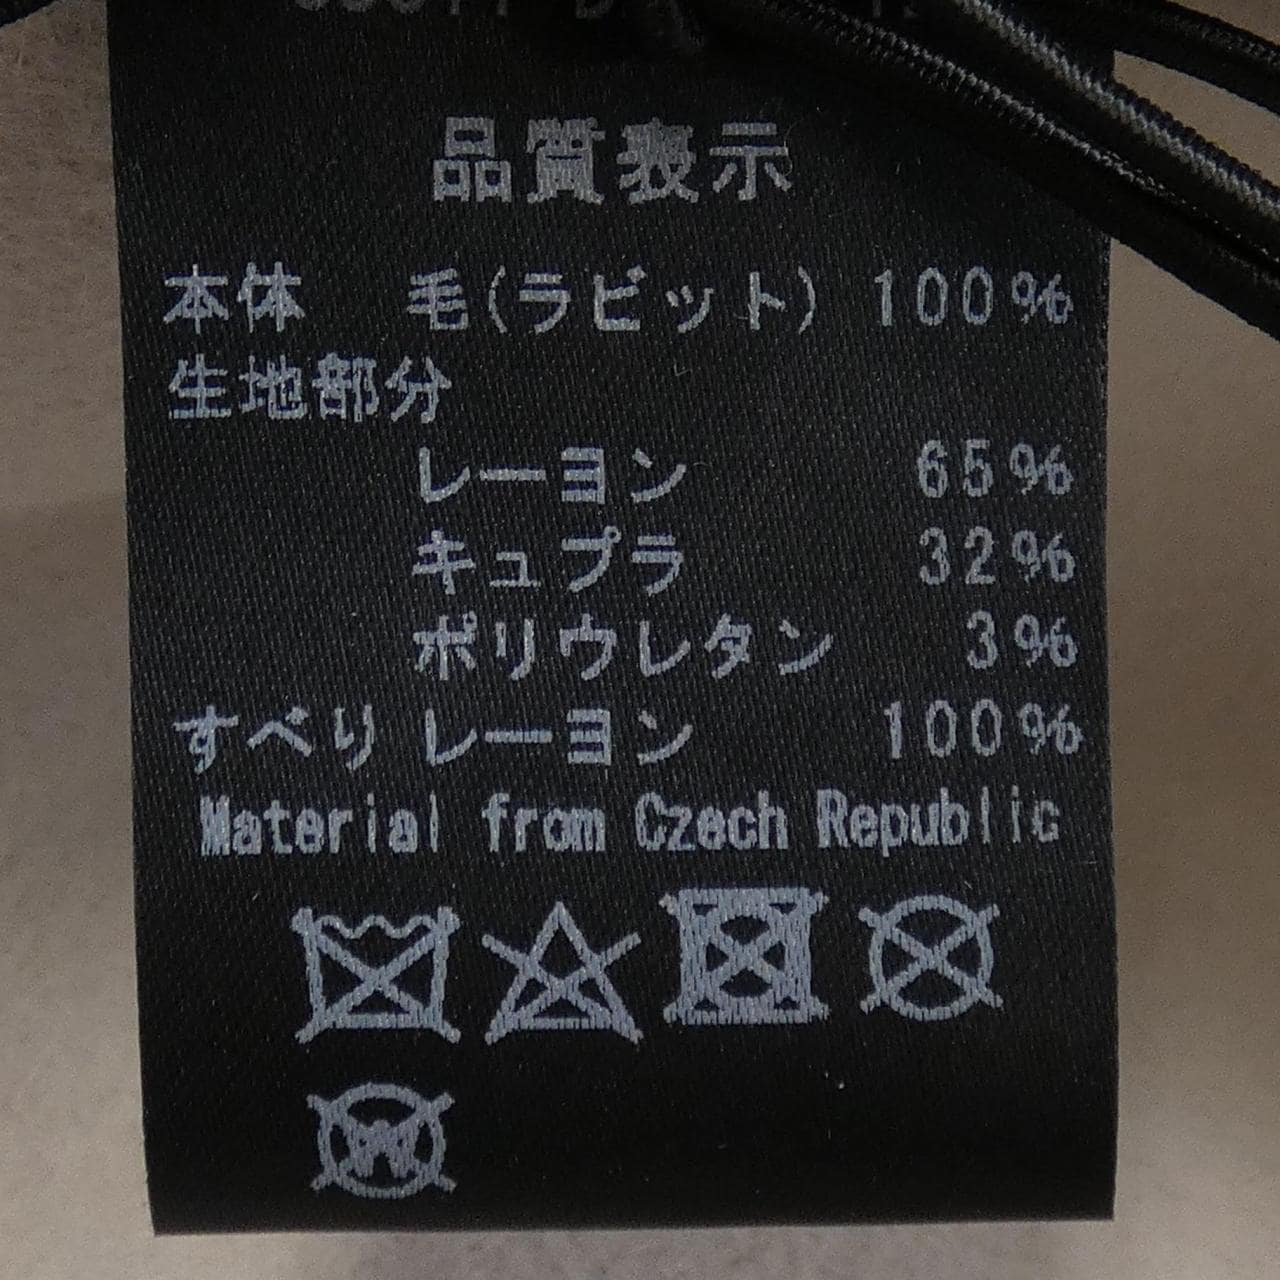 品質表示
本体 毛(ラビット) 100%
生地部分
レーヨン 65%
キュプラ 32%
ポリウレタン 3%
すべり レーヨン 100%
Material from Czech Republic
W